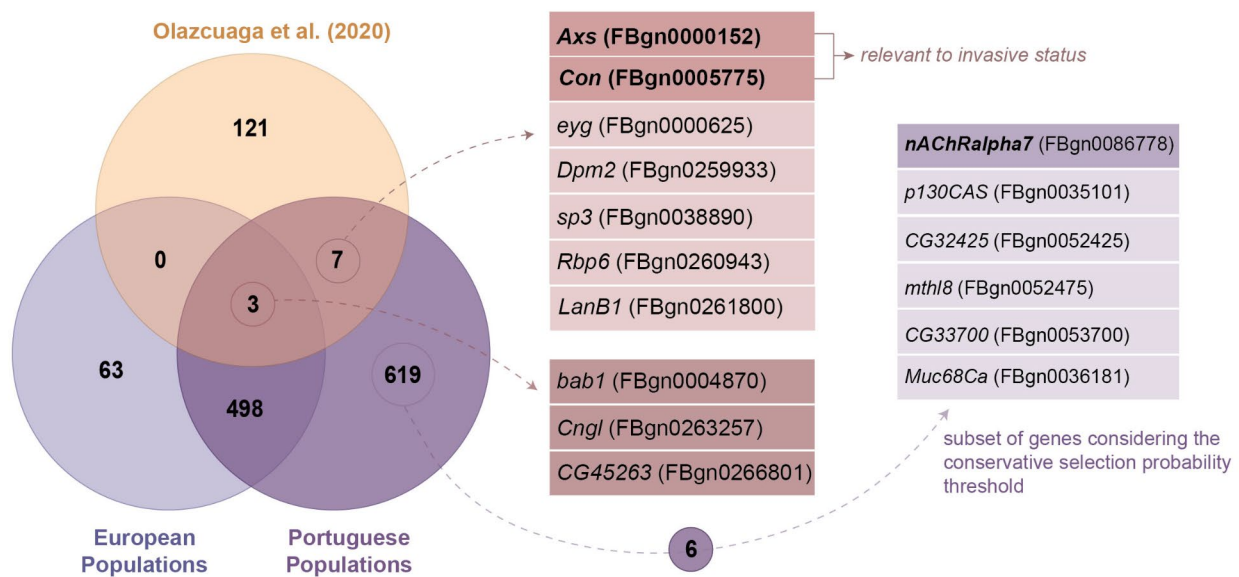 Olazcuaga et al. (2020)
121
0
7
3
63
498
619
European
Populations
Portuguese
Populations
Axs (FBgn0000152)
Con (FBgn0005775)
relevant to invasive status
eyg (FBgn0000625)
Dpm2 (FBgn0259933)
sp3 (FBgn0038890)
Rbp6 (FBgn0260943)
LanB1 (FBgn0261800)
bab1 (FBgn0004870)
Cngl (FBgn0263257)
CG45263 (FBgn0266801)
6
nAChRalpha7 (FBgn0086778)
p130CAS (FBgn0035101)
CG32425 (FBgn0052425)
mthl8 (FBgn0052475)
CG33700 (FBgn0053700)
Muc68Ca (FBgn0036181)
subset of genes considering the
conservative selection probability
threshold